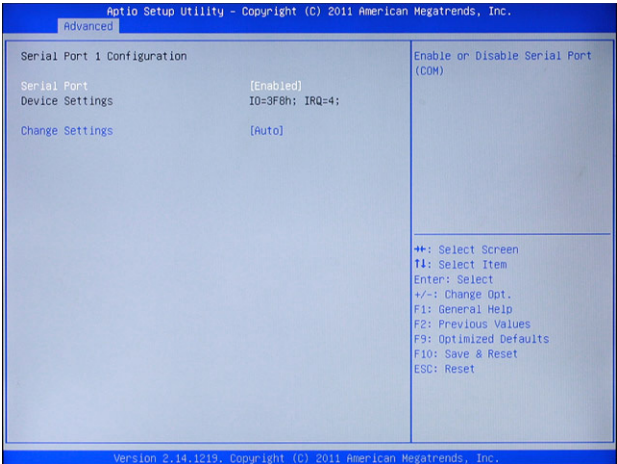 Aptio Setup Utility - Copyright (C) 2011 American Megatrends, Inc.
Advanced
Serial Port 1 Configuration
Serial Port [Enabled]
Device Settings IO=3F8h; IRQ=4;
Change Settings [Auto]
Enable or Disable Serial Port
(COM)
→←: Select Screen
↑↓: Select Item
Enter: Select
+/-: Change Opt.
F1: General Help
F2: Previous Values
F9: Optimized Defaults
F10: Save & Reset
ESC: Reset
Version 2.14.1219. Copyright (C) 2011 American Megatrends, Inc.